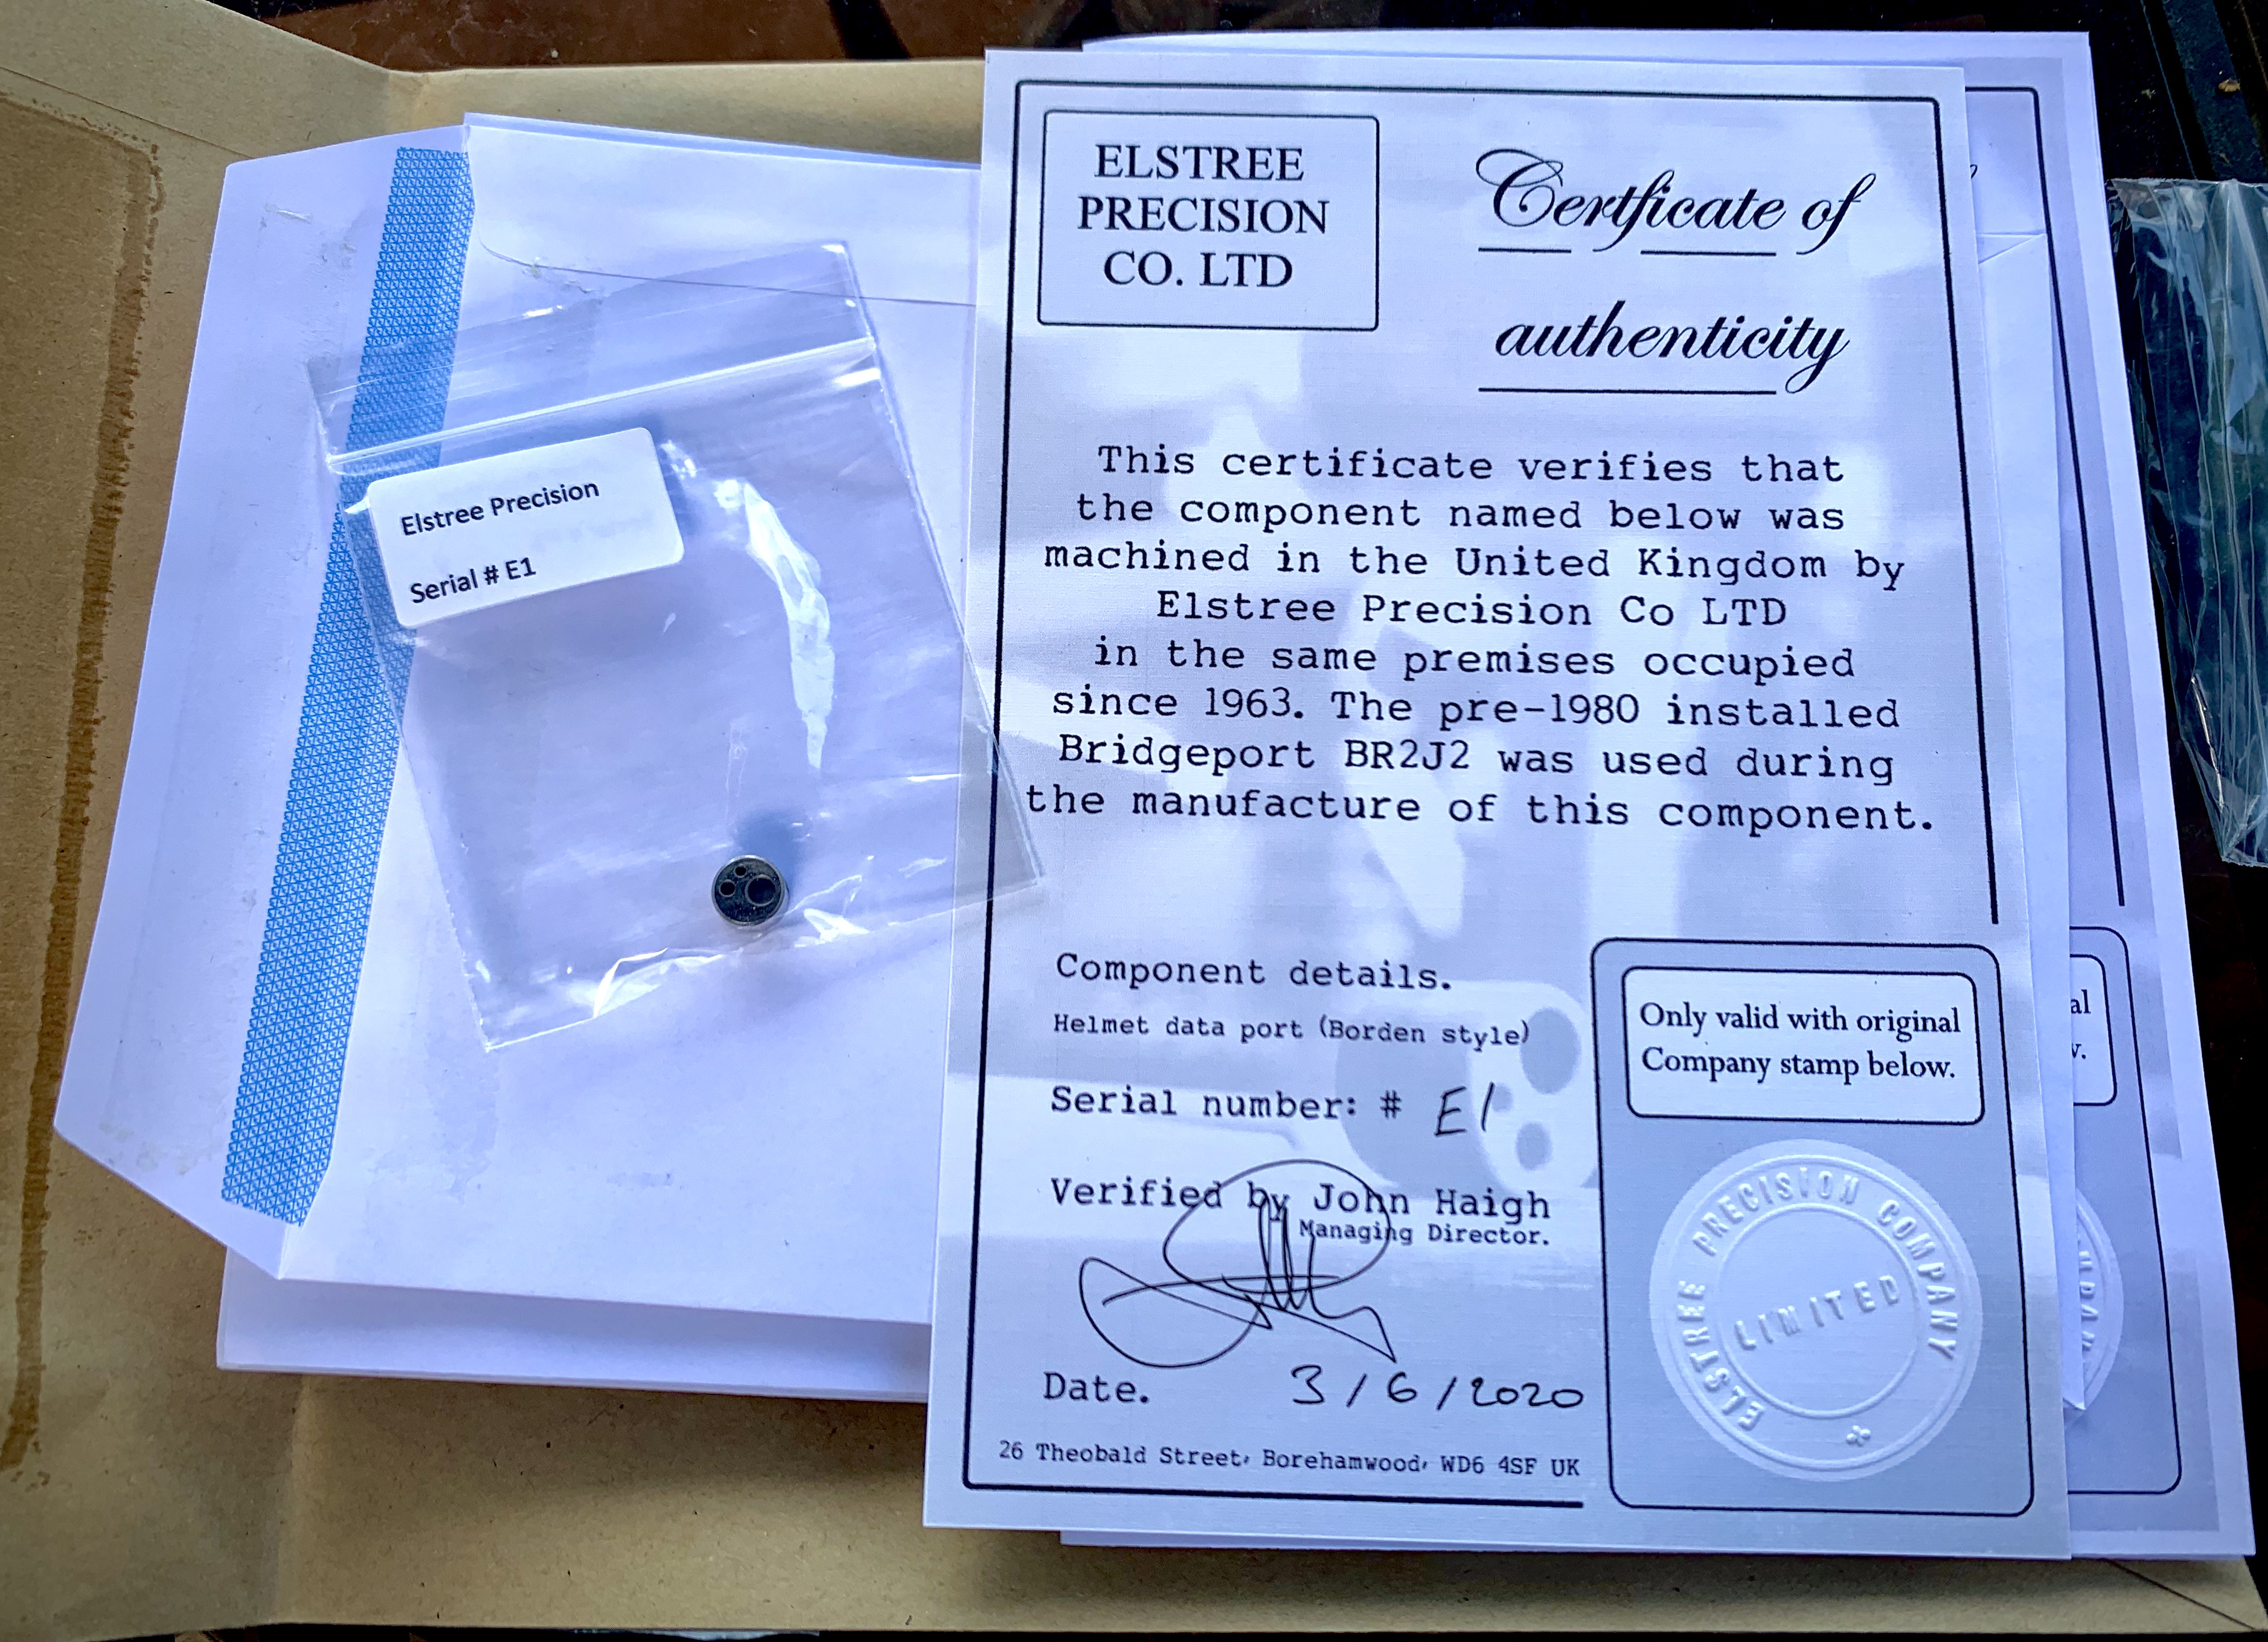 Elstree Precision
Serial # E1
ELSTREE
PRECISION
CO. LTD
Certficate of
authenticity
This certificate verifies that
the component named below was
machined in the United Kingdom by
Elstree Precision Co LTD
in the same premises occupied
since 1963. The pre-1980 installed
Bridgeport BR2J2 was used during
the manufacture of this component.
Component details.
Helmet data port (Borden style)
Serial number: # E1
Verified by John Haigh
Managing Director.
Date. 3/6/2020
26 Theobald Street, Borehamwood, WD6 4SF UK
Only valid with original
Company stamp below.
ELSTREE PRECISION COMPANY
LIMITED
al
w.